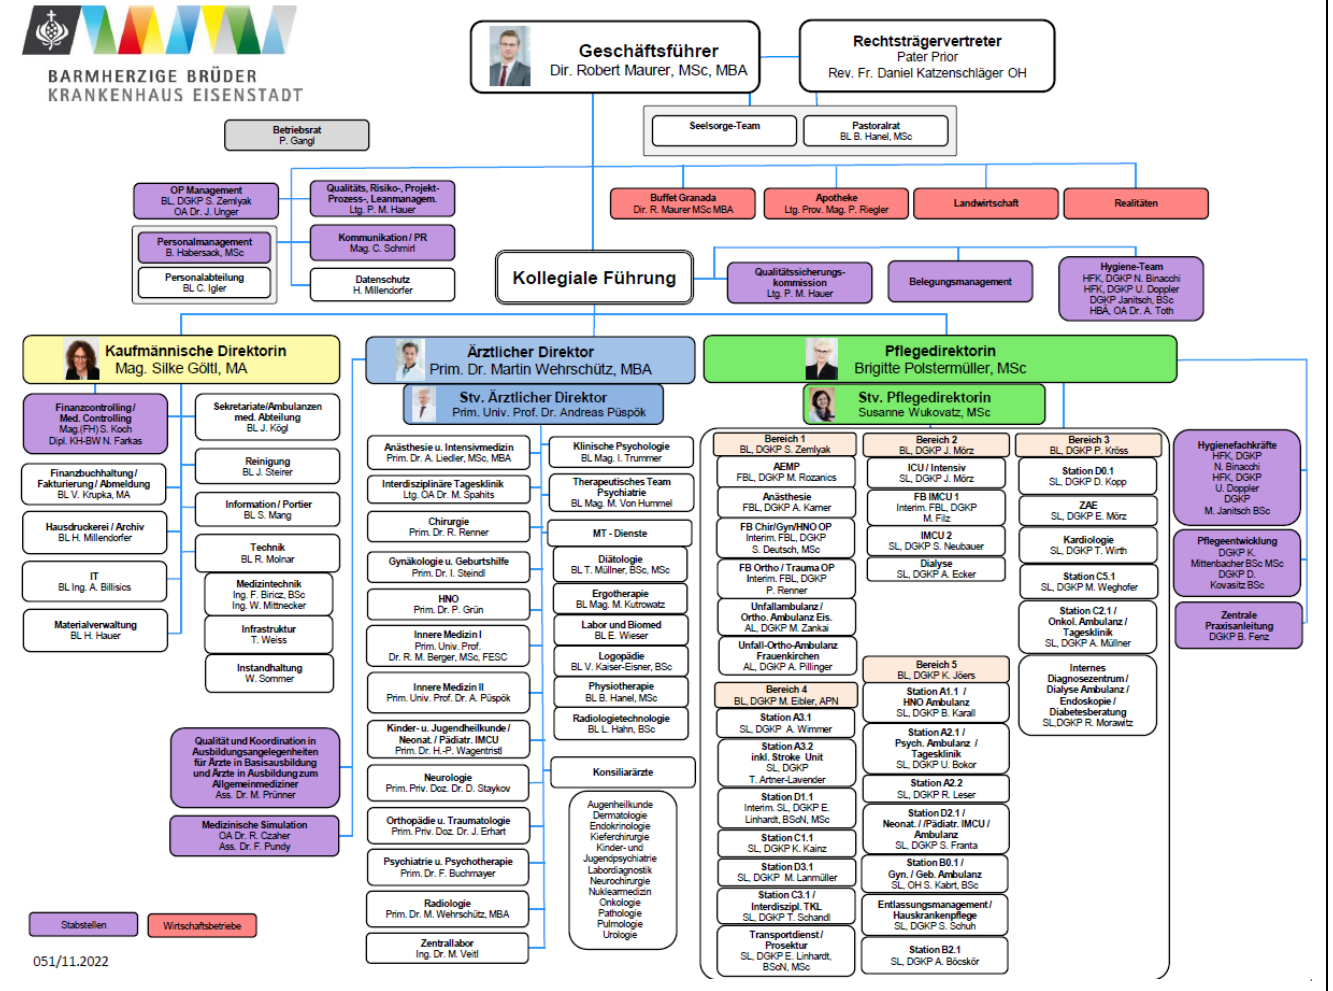 BARMHERZIGE BRÜDER
KRANKENHAUS EISENSTADT
Geschäftsführer
Dir. Robert Maurer, MSc, MBA
Rechtsträgervertreter
Pater Prior
Rev. Fr. Daniel Katzenschläger OH
Betriebsrat
P. Gangl
Seelsorge-Team
Pastoralrat
BL B. Hanel, MSc
OP Management
BL, DGKP S. Zemlyak
OA Dr. J. Unger
Qualitäts, Risiko-, Projekt-
Prozess-, Leanmanagem.
Ltg. P. M. Hauer
Personalmanagement
B. Habersack, MSc
Kommunikation / PR
Mag. C. Schmirl
Personalabteilung
BL C. Igler
Datenschutz
H. Millendorfer
Buffet Granada
Dir. R. Maurer MSc MBA
Apotheke
Ltg. Prov. Mag. P. Riegler
Landwirtschaft
Realitäten
Kollegiale Führung
Qualitätssicherungs-
kommission
Ltg. P. M. Hauer
Belegungsmanagement
Hygiene-Team
HFK, DGKP N. Binacchi
HFK, DGKP U. Doppler
DGKP Janitsch, BSc
HBA, OA Dr. A. Toth
Kaufmännische Direktorin
Mag. Silke Göltl, MA
Finanzcontrolling /
Med. Controlling
Mag.(FH) S. Koch
Dipl. KH-BW N. Farkas
Finanzbuchhaltung /
Fakturierung / Abmeldung
BL V. Krupka, MA
Hausdruckerei / Archiv
BL H. Millendorfer
IT
BL Ing. A. Billisics
Materialverwaltung
BL H. Hauer
Sekretariate/Ambulanzen
med. Abteilung
BL J. Kögl
Reinigung
BL J. Steirer
Information / Portier
BL S. Mang
Technik
BL R. Molnar
Medizintechnik
Ing. F. Biricz, BSc
Ing. W. Mittnecker
Infrastruktur
T. Weiss
Instandhaltung
W. Sommer
Ärztlicher Direktor
Prim. Dr. Martin Wehrschütz, MBA
Stv. Ärztlicher Direktor
Prim. Univ. Prof. Dr. Andreas Püspök
Anästhesie u. Intensivmedizin
Prim. Dr. A. Liedler, MSc, MBA
Interdisziplinäre Tagesklinik
Ltg. OA Dr. M. Spahits
Chirurgie
Prim. Dr. R. Renner
Gynäkologie u. Geburtshilfe
Prim. Dr. I. Steindl
HNO
Prim. Dr. P. Grün
Innere Medizin I
Prim. Univ. Prof.
Dr. R. M. Berger, MSc, FESC
Innere Medizin II
Prim. Univ. Prof. Dr. A. Püspök
Kinder- u. Jugendheilkunde /
Neonat. / Pädiatr. IMCU
Prim. Dr. H.-P. Wagentristl
Neurologie
Prim. Priv. Doz. Dr. D. Staykov
Orthopädie u. Traumatologie
Prim. Priv. Doz. Dr. J. Erhart
Psychiatrie u. Psychotherapie
Prim. Dr. F. Buchmayer
Radiologie
Prim. Dr. M. Wehrschütz, MBA
Zentrallabor
Ing. Dr. M. Veitl
Klinische Psychologie
BL Mag. I. Trummer
Therapeutisches Team
Psychiatrie
BL Mag. M. Von Hummel
MT - Dienste
Diätologie
BL T. Müllner, BSc, MSc
Ergotherapie
BL Mag. M. Kutrowatz
Labor und Biomed
BL E. Wieser
Logopädie
BL V. Kaiser-Eisner, BSc
Physiotherapie
BL B. Hanel, MSc
Radiologietechnologie
BL L. Hahn, BSc
Konsiliarärzte
Augenheilkunde
Dermatologie
Endokrinologie
Kieferchirurgie
Kinder- und
Jugendpsychiatrie
Labordiagnostik
Neurochirurgie
Nuklearmedizin
Onkologie
Pathologie
Pulmologie
Urologie
Qualität und Koordination in
Ausbildungsangelegenheiten
für Ärzte in Basisausbildung
und Ärzte in Ausbildung zum
Allgemeinmediziner
Ass. Dr. M. Prünner
Medizinische Simulation
OA Dr. R. Czaher
Ass. Dr. F. Pundy
Pflegedirektorin
Brigitte Polstermüller, MSc
Stv. Pflegedirektorin
Susanne Wukovatz, MSc
Bereich 1
BL, DGKP S. Zemlyak
AEMP
FBL, DGKP M. Rozanics
Anästhesie
FBL, DGKP A. Karner
FB Chir/Gyn/HNO OP
Interim. FBL, DGKP
S. Deutsch, MSc
FB Ortho / Trauma OP
Interim. FBL, DGKP
P. Renner
Unfallambulanz /
Ortho. Ambulanz Eis.
AL, DGKP M. Zankai
Unfall-Ortho-Ambulanz
Frauenkirchen
AL, DGKP A. Pillinger
Bereich 4
BL, DGKP M. Eibler, APN
Station A3.1
SL, DGKP A. Wimmer
Station A3.2
inkl. Stroke Unit
SL, DGKP
T. Artner-Lavender
Station D1.1
Interim. SL, DGKP E.
Linhardt, BScN, MSc
Station C1.1
SL, DGKP K. Kainz
Station D3.1
SL, DGKP M. Lanmüller
Station C3.1 /
Interdiszipl. TKL
SL, DGKP T. Schandl
Transportdienst /
Prosektur
SL, DGKP E. Linhardt,
BScN, MSc
Bereich 2
BL, DGKP J. Mörz
ICU / Intensiv
SL, DGKP J. Mörz
FB IMCU 1
Interim. FBL, DGKP
M. Filz
IMCU 2
SL, DGKP S. Neubauer
Dialyse
SL, DGKP A. Ecker
Bereich 5
BL, DGKP K. Jöers
Station A1.1 /
HNO Ambulanz
SL, DGKP B. Karall
Station A2.1 /
Psych. Ambulanz /
Tagesklinik
SL, DGKP U. Bokor
Station A2.2
SL, DGKP R. Leser
Station D2.1 /
Neonat. / /Pädiatr. IMCU /
Ambulanz
SL, DGKP S. Franta
Station B0.1 /
Gyn. / Geb. Ambulanz
SL, OH S. Kabrt, BSc
Entlassungsmanagement /
Hauskrankenpflege
SL, DGKP S. Schuh
Station B2.1
SL, DGKP A. Böcskör
Bereich 3
BL, DGKP P. Kröss
Station D0.1
SL, DGKP D. Kopp
ZAE
SL, DGKP E. Mörz
Kardiologie
SL, DGKP T. Wirth
Station C5.1
SL, DGKP M. Weghofer
Station C2.1 /
Onkol. Ambulanz /
Tagesklinik
SL, DGKP A. Müllner
Internes
Diagnosezentrum /
Dialyse Ambulanz /
Endoskopie /
Diabetesberatung
SL,DGKP R. Morawitz
Hygienefachkräfte
HFK, DGKP
N. Binacchi
HFK, DGKP
U. Doppler
DGKP
M. Janitsch BSc
Pflegeentwicklung
DGKP K.
Mittenbacher BSc MSc
DGKP D.
Kovasitz BSc
Zentrale
Praxisanleitung
DGKP B. Fenz
Stabstellen
Wirtschaftsbetriebe
051/11.2022